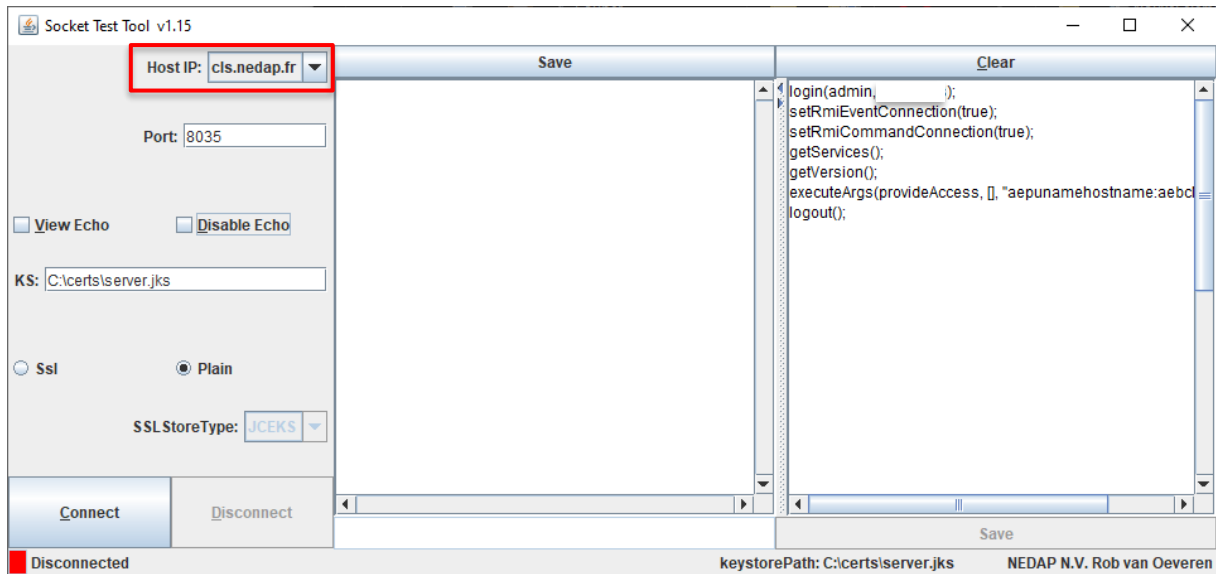 Socket Test Tool v1.15
Host IP: cls.nedap.fr
Save
Clear
Port: 8035
login(admin, );
setRmiEventConnection(true);
setRmiCommandConnection(true);
getServices();
getVersion();
executeArgs(provideAccess, [], "aepunamehostname:aebcl
logout();
View Echo
Disable Echo
KS: C:\certs\server.jks
Ssl
Plain
SSLStoreType: JCEKS
Connect
Disconnect
Save
Disconnected
keystorePath: C:\certs\server.jks
NEDAP N.V. Rob van Oeveren